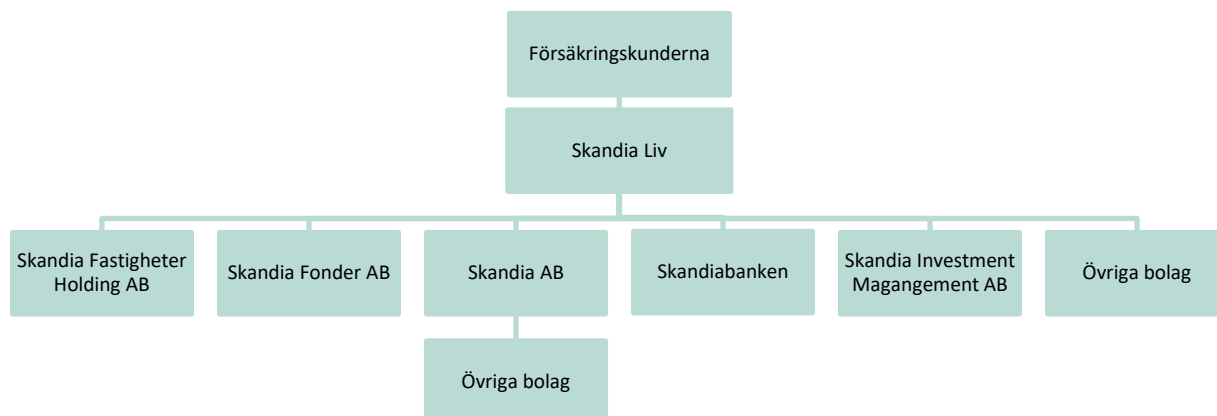 Försäkringskunderna
Skandia Liv
Skandia Fastigheter
Holding AB
Skandia Fonder AB
Skandia AB
Skandiabanken
Skandia Investment
Magangement AB
Övriga bolag
Övriga bolag